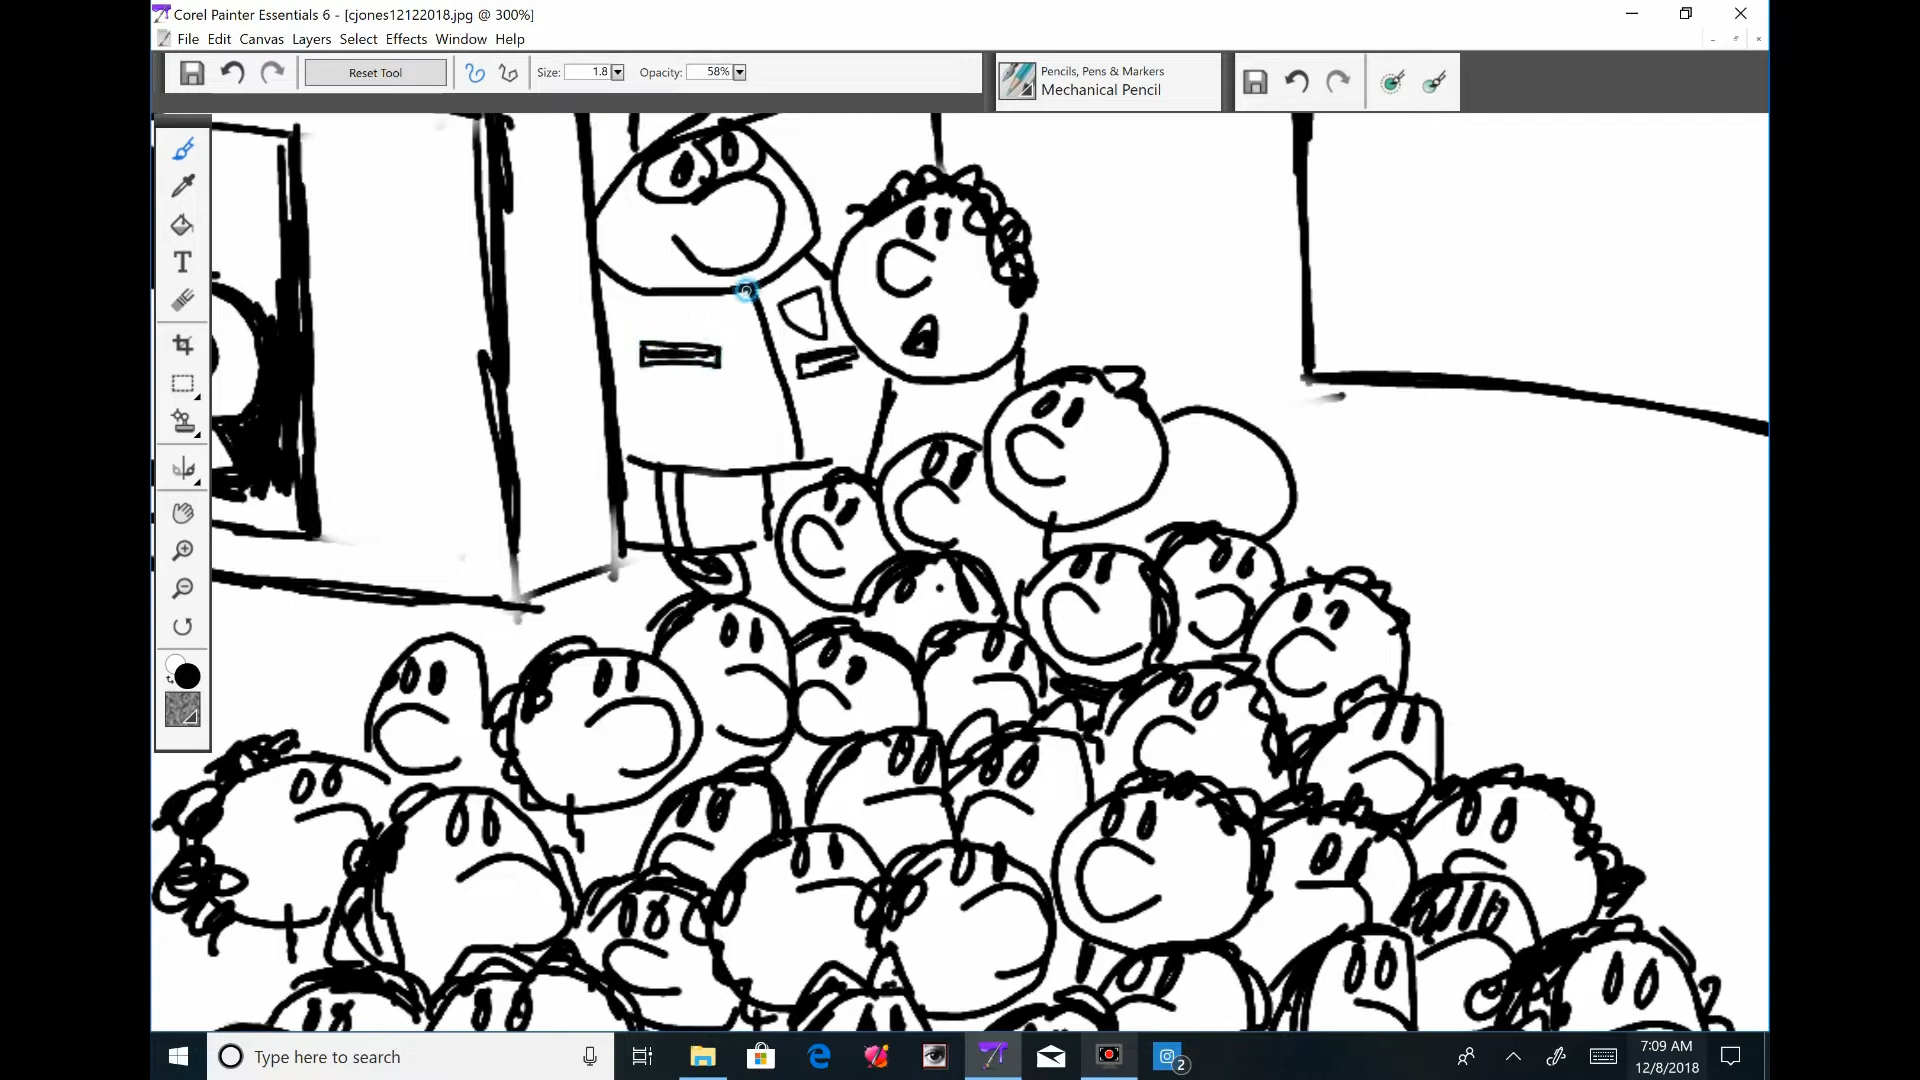 Corel Painter Essentials 6 - [cjones12122018.jpg @ 300%]
File Edit Canvas Layers Select Effects Window Help
Reset Tool
Size: 1.8
Opacity: 58%
Pencils, Pens & Markers
Mechanical Pencil
T
Type here to search
2
7:09 AM
12/8/2018